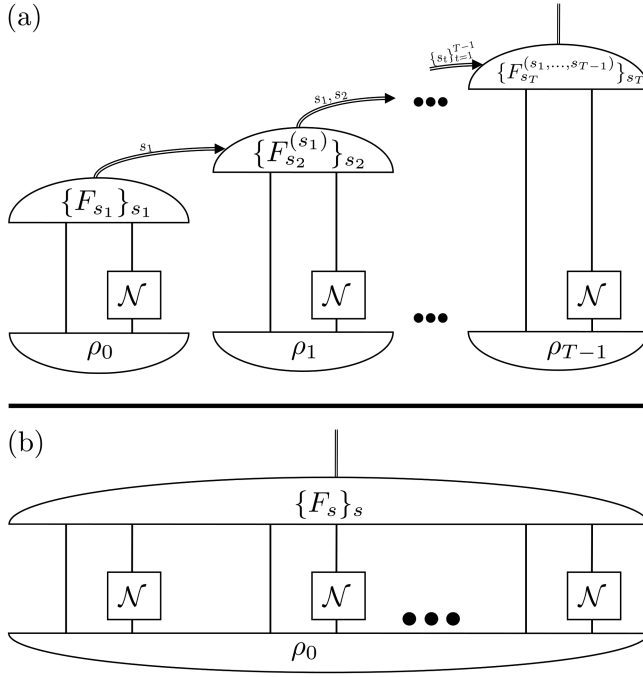 (a)
{s_t}_{t=1}^{T-1}
{F_{s_T}^{(s_1,...,s_{T-1})}}_{s_T}
s_1, s_2
s_1
{F_{s_2}^{(s_1)}}_{s_2}
{F_{s_1}}_{s_1}
𝒩 𝒩 𝒩
ρ_0 ρ_1 ρ_{T−1}
(b)
{F_s}_s
𝒩 𝒩 𝒩
ρ_0